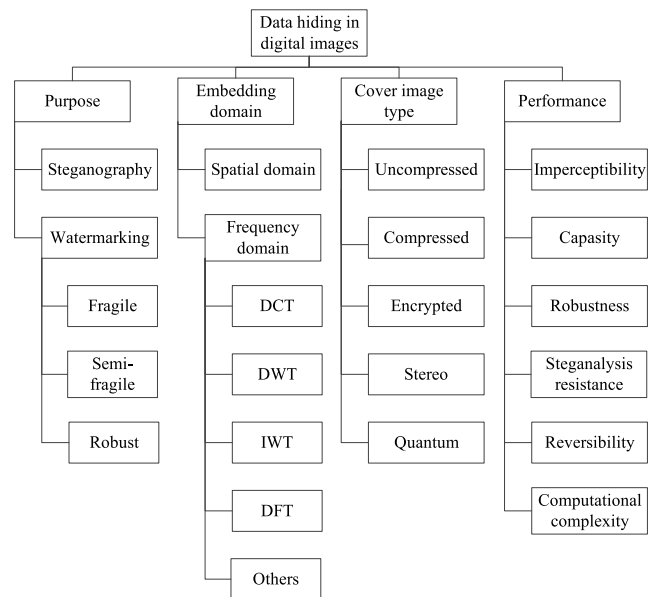 Data hiding in
digital images
Purpose
Steganography
Watermarking
Fragile
Semi-
fragile
Robust
Embedding
domain
Spatial domain
Frequency
domain
DCT
DWT
IWT
DFT
Others
Cover image
type
Uncompressed
Compressed
Encrypted
Stereo
Quantum
Performance
Imperceptibility
Capasity
Robustness
Steganalysis
resistance
Reversibility
Computational
complexity